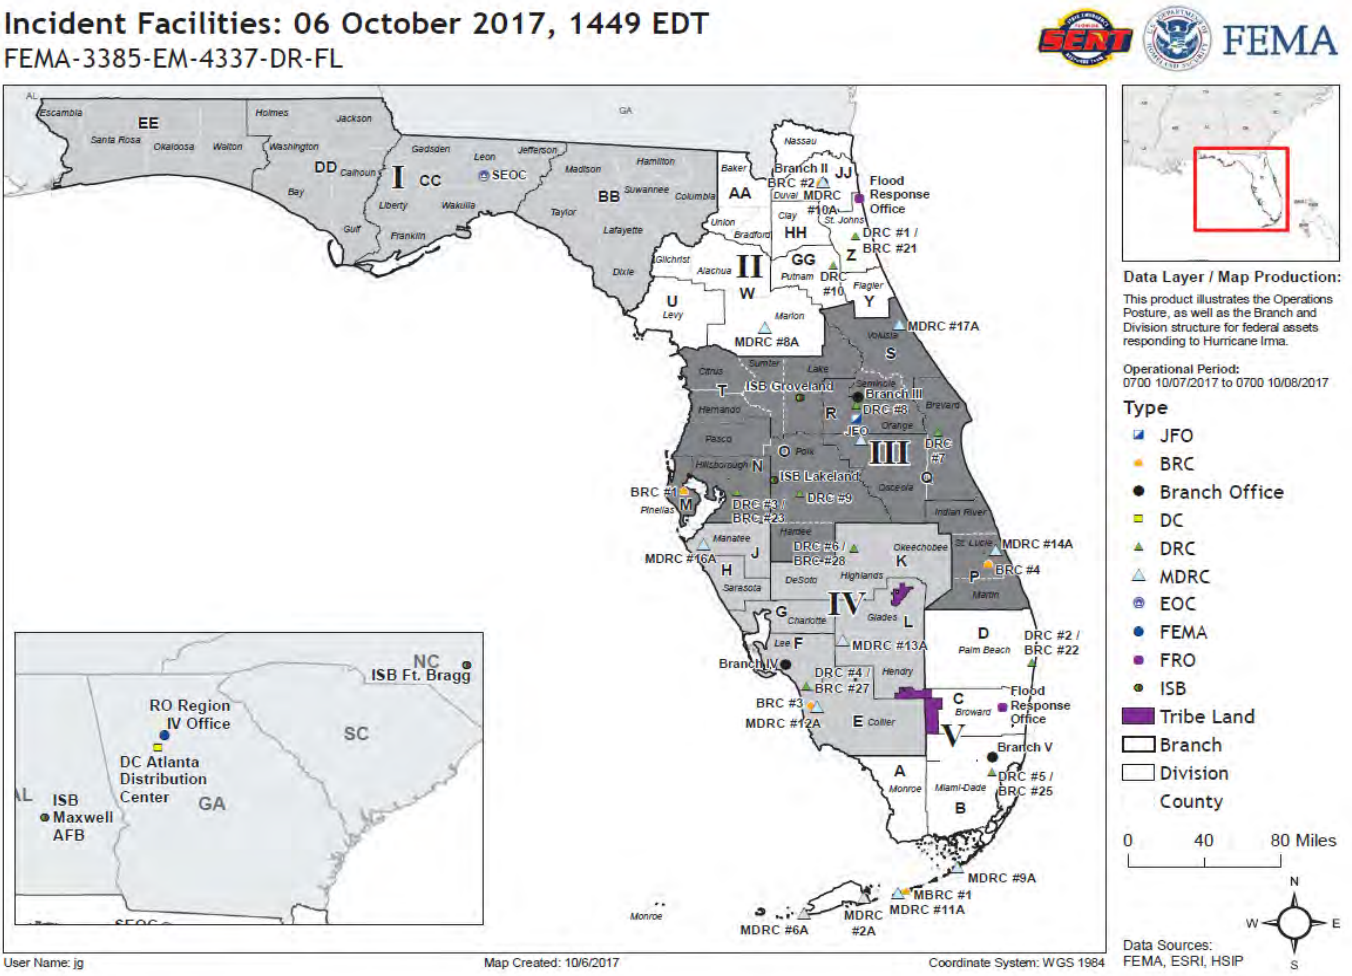 Incident Facilities: 06 October 2017, 1449 EDT
FEMA-3385-EM-4337-DR-FL
SERT
FEMA
AL
GA
Escambia
EE
Santa Rosa
Okaloosa
Walton
Holmes
Jackson
Washington
DD
Calhoun
Bay
Gulf
I
Gadsden
Leon
Jefferson
CC
SEOC
Liberty
Wakulla
Franklin
Madison
Hamilton
BB
Suwannee
Columbia
Taylor
Lafayette
Dixie
Nassau
Baker
AA
Branch II
BRC #2
JJ
Duval
MDRC
#10A
Flood
Response
Office
Union
Bradford
Clay
HH
St. Johns
DRC #1 /
BRC #21
Gilchrist
Alachua
II
W
GG
Putnam
Z
DRC
#10
Flagler
Y
U
Levy
Marion
MDRC #8A
MDRC #17A
Volusia
S
Citrus
Sumter
Lake
T
ISB Groveland
Seminole
Branch III
DRC #8
Brevard
Hernando
R
Orange
JFO
Pasco
III
DRC
#7
O
Polk
Hillsborough
N
ISB Lakeland
Q
Osceola
BRC #1
M
Pinellas
DRC #3 /
BRC #23
DRC #9
Indian River
Manatee
J
Hardee
DRC #6 /
BRC #28
Okeechobee
K
St. Lucie
MDRC #14A
MDRC #16A
H
Sarasota
DeSoto
Highlands
P
BRC #4
Martin
IV
G
Charlotte
Glades
L
Lee
F
MDRC #13A
D
Palm Beach
DRC #2 /
BRC #22
Branch IV
DRC #4 /
BRC #27
Hendry
BRC #3
MDRC #12A
E
Collier
C
Broward
Flood
Response
Office
V
Branch V
A
Monroe
Miami-Dade
B
DRC #5 /
BRC #25
MDRC #9A
MBRC #1
MDRC #11A
MDRC
#2A
MDRC #6A
Monroe
NC
ISB Ft. Bragg
RO Region
IV Office
SC
DC Atlanta
Distribution
Center
GA
AL
ISB
Maxwell
AFB
SEOC
Data Layer / Map Production:
This product illustrates the Operations
Posture, as well as the Branch and
Division structure for federal assets
responding to Hurricane Irma.
Operational Period:
0700 10/07/2017 to 0700 10/08/2017
Type
JFO
BRC
Branch Office
DC
DRC
MDRC
EOC
FEMA
FRO
ISB
Tribe Land
Branch
Division
County
0 40 80 Miles
N
W E
S
Data Sources:
FEMA, ESRI, HSIP
User Name: jg
Map Created: 10/6/2017
Coordinate System: WGS 1984